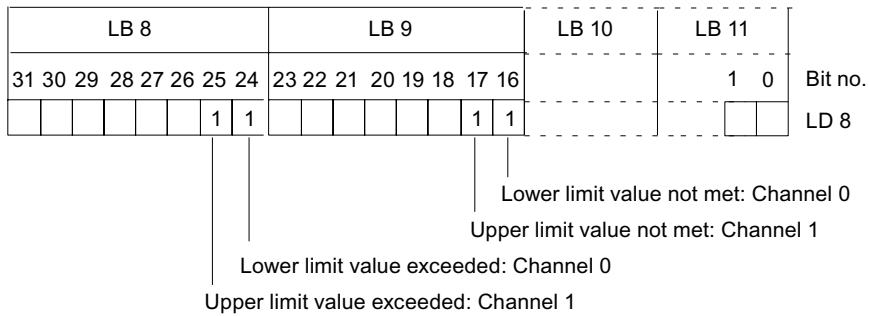 LB 8 LB 9 LB 10 LB 11
31 30 29 28 27 26 25 24 23 22 21 20 19 18 17 16 1 0 Bit no.
1 1 1 1 LD 8
Lower limit value not met: Channel 0
Upper limit value not met: Channel 1
Lower limit value exceeded: Channel 0
Upper limit value exceeded: Channel 1